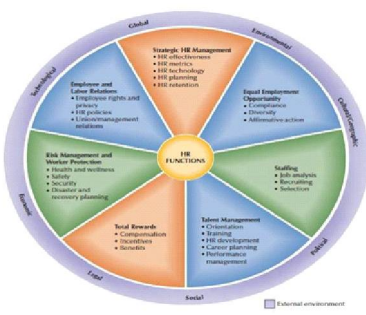 Global
Environmental
Cultural/Geographic
Political
Social
Legal
Economic
Technological
Strategic HR Management
• HR effectiveness
• HR metrics
• HR technology
• HR planning
• HR retention
Equal Employment
Opportunity
• Compliance
• Diversity
• Affirmative action
Staffing
• Job analysis
• Recruiting
• Selection
Talent Management
• Orientation
• Training
• HR development
• Career planning
• Performance
management
Total Rewards
• Compensation
• Incentives
• Benefits
Risk Management and
Worker Protection
• Health and wellness
• Safety
• Security
• Disaster and
recovery planning
Employee and
Labor Relations
• Employee rights and
privacy
• HR policies
• Union/management
relations
HR
FUNCTIONS
External environment